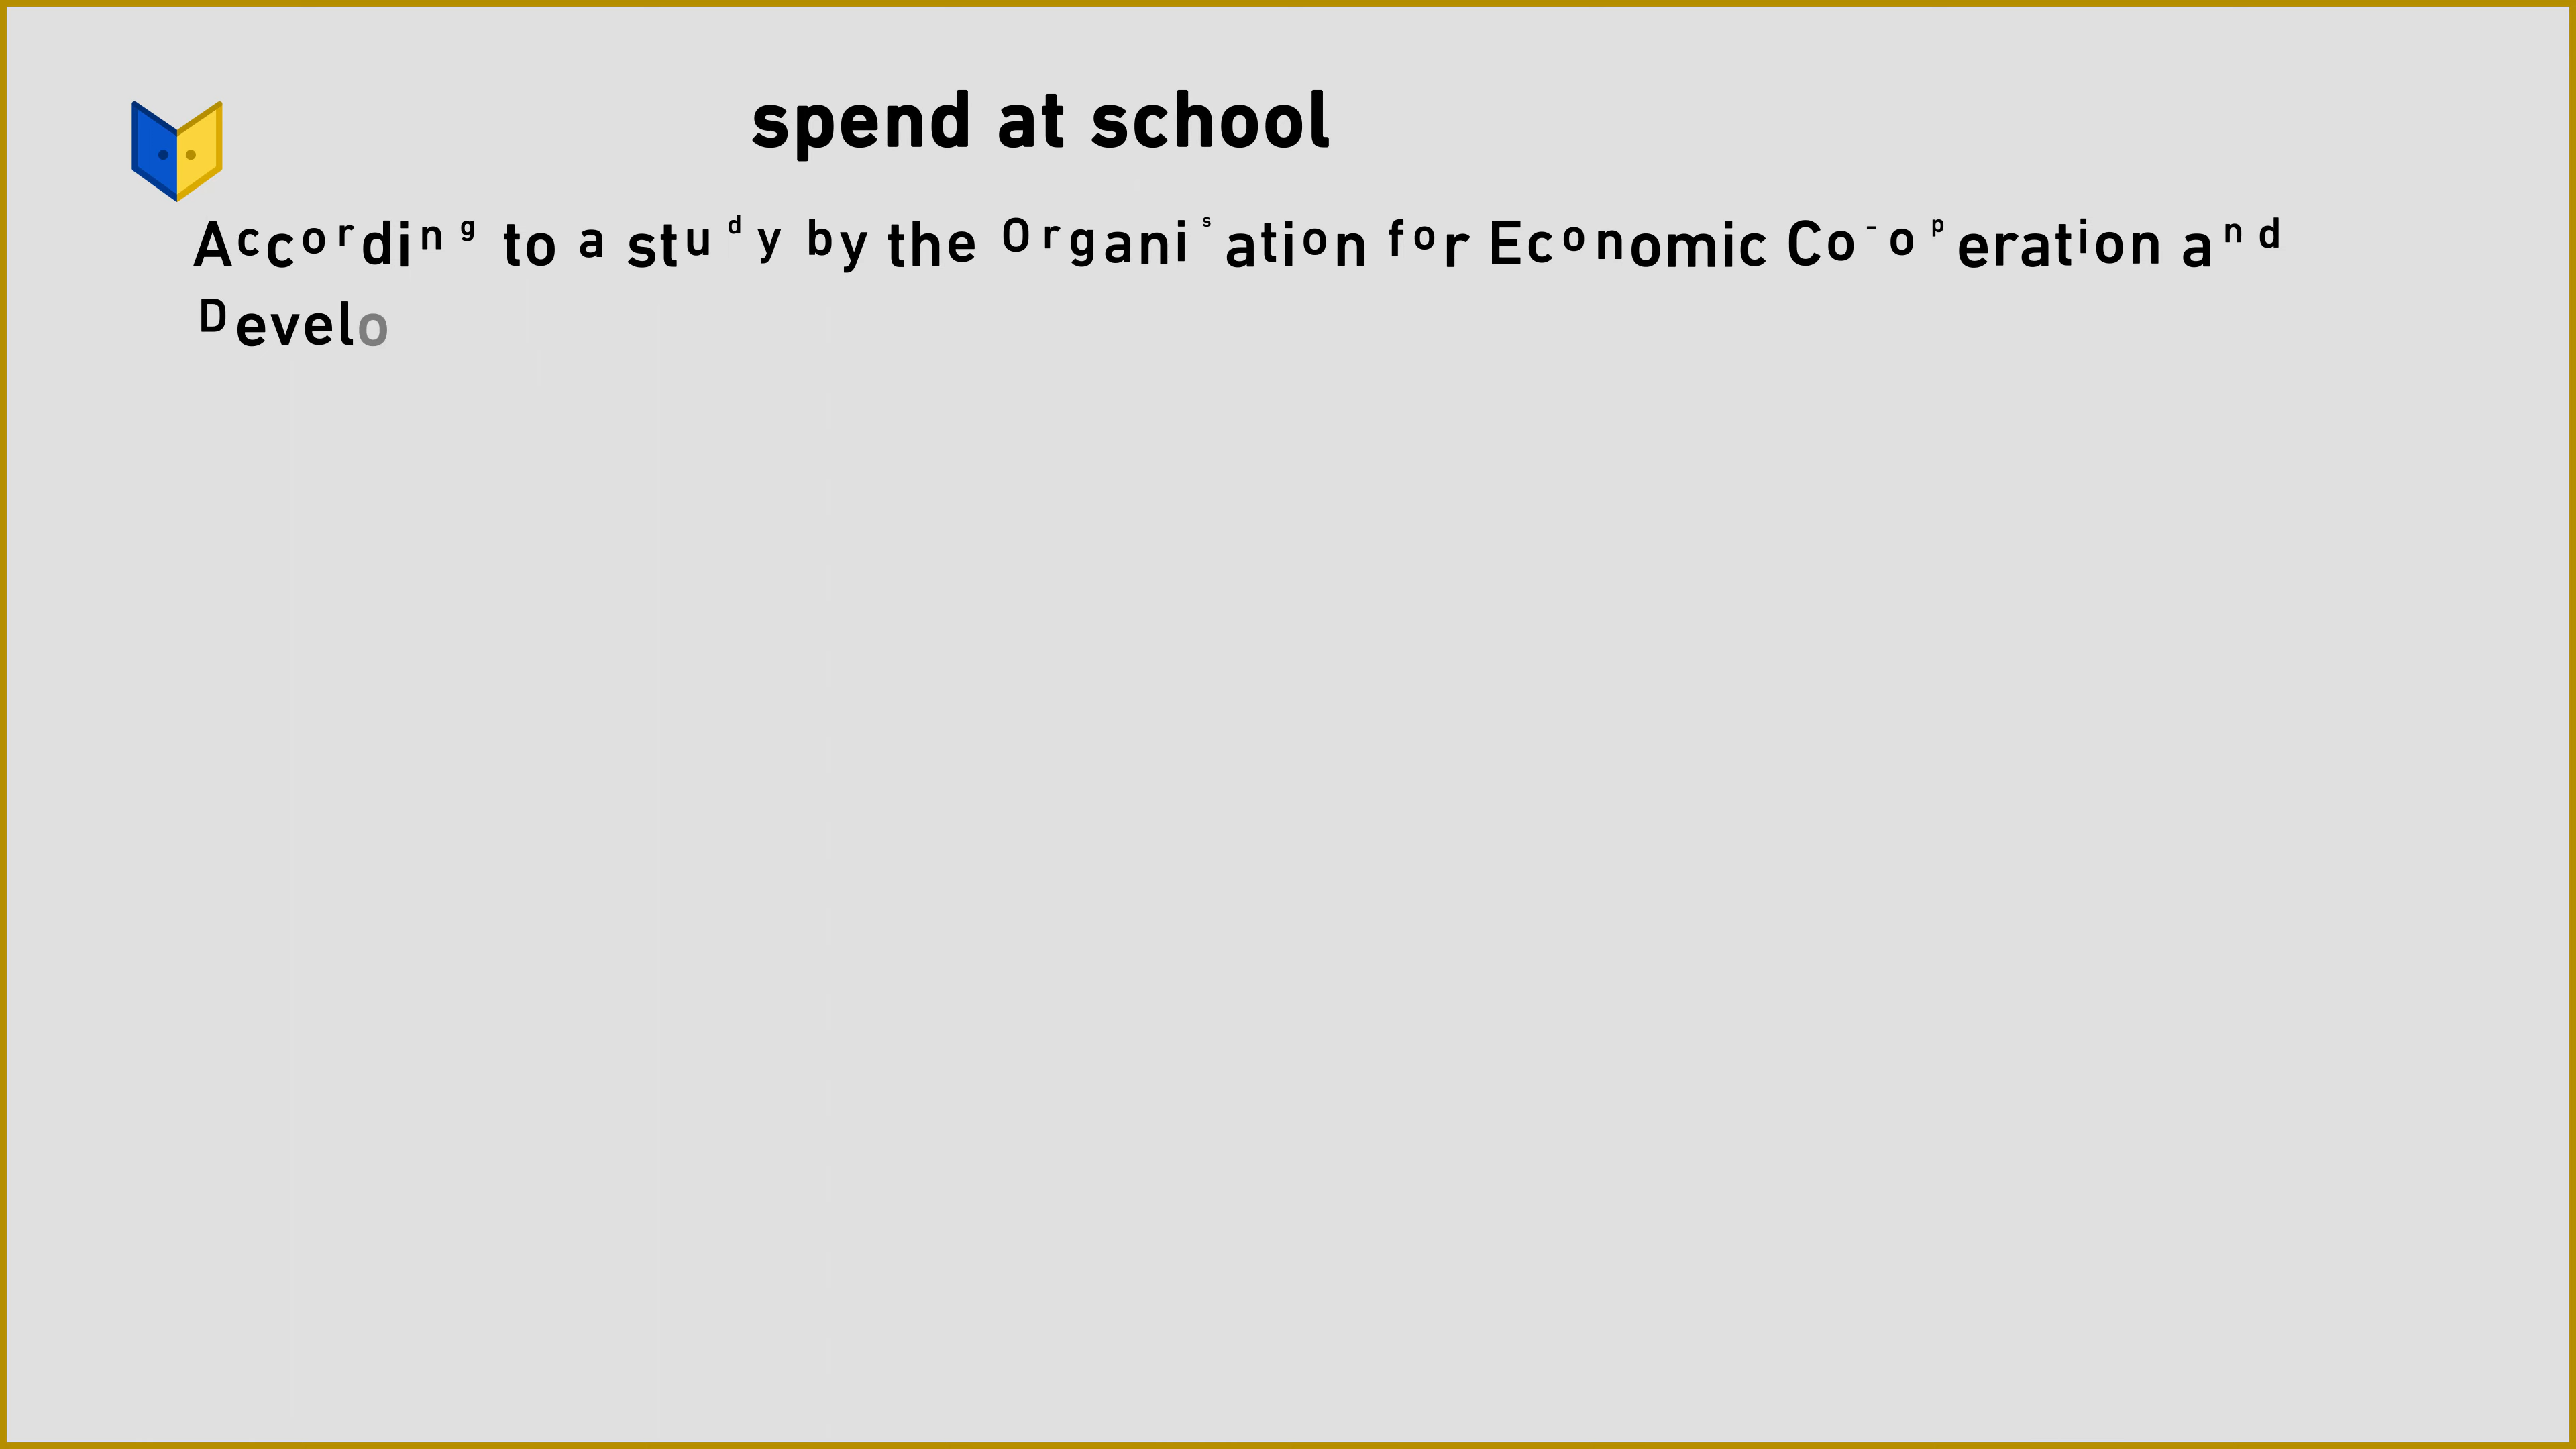 spend at school
According to a study by the Organisation for Economic Co-operation and
Develo